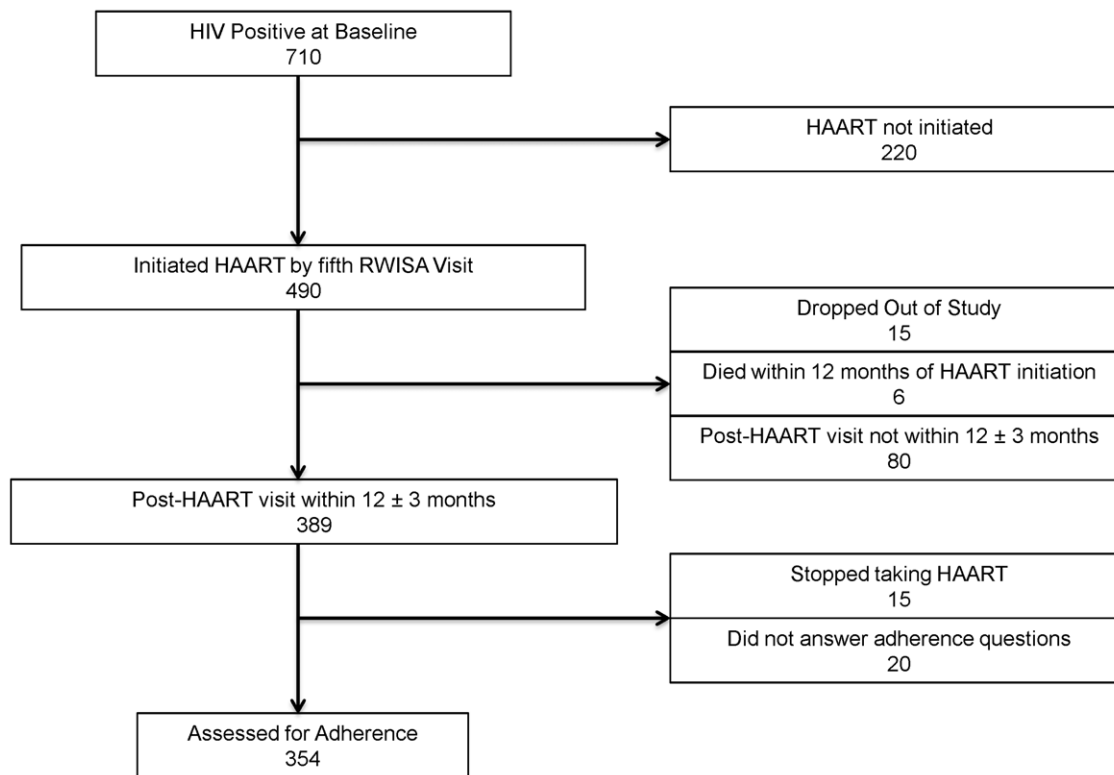 HIV Positive at Baseline
710
HAART not initiated
220
Initiated HAART by fifth RWISA Visit
490
Dropped Out of Study
15
Died within 12 months of HAART initiation
6
Post-HAART visit not within 12 ± 3 months
80
Post-HAART visit within 12 ± 3 months
389
Stopped taking HAART
15
Did not answer adherence questions
20
Assessed for Adherence
354